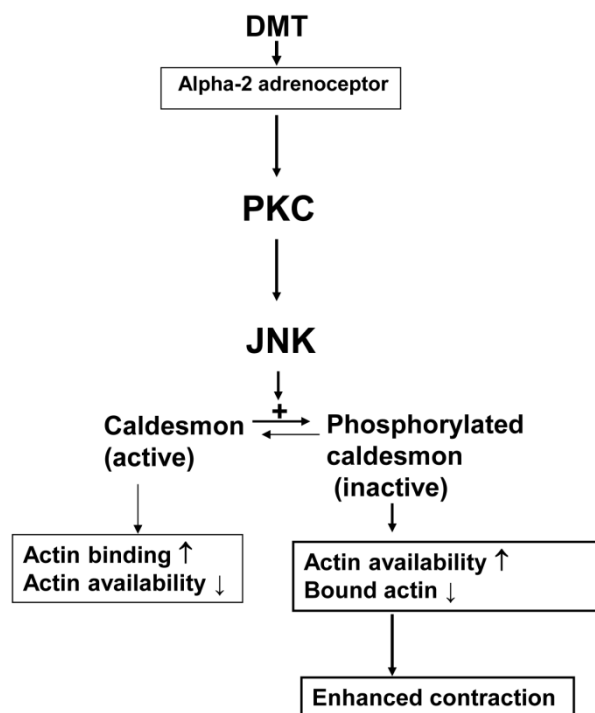 DMT
Alpha-2 adrenoceptor
PKC
JNK
+
Caldesmon
(active)
Phosphorylated
caldesmon
(inactive)
Actin binding ↑
Actin availability ↓
Actin availability ↑
Bound actin ↓
Enhanced contraction